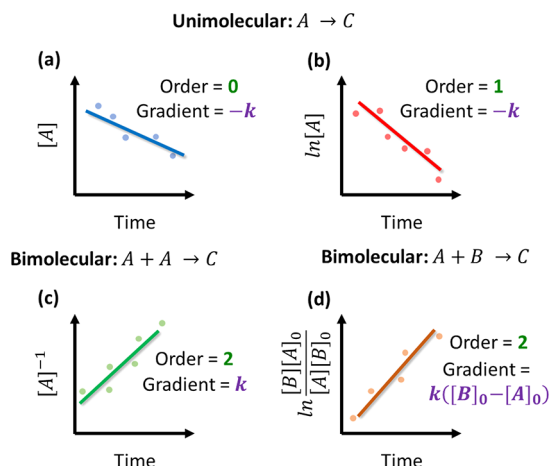 Unimolecular: A → C
(a)
Order = 0
Gradient = −k
[A]
Time
(b)
Order = 1
Gradient = −k
ln[A]
Time
Bimolecular: A + A → C
(c)
Order = 2
Gradient = k
[A]⁻¹
Time
Bimolecular: A + B → C
(d)
Order = 2
Gradient =
k([B]₀−[A]₀)
ln [B][A]₀ / [A][B]₀
Time